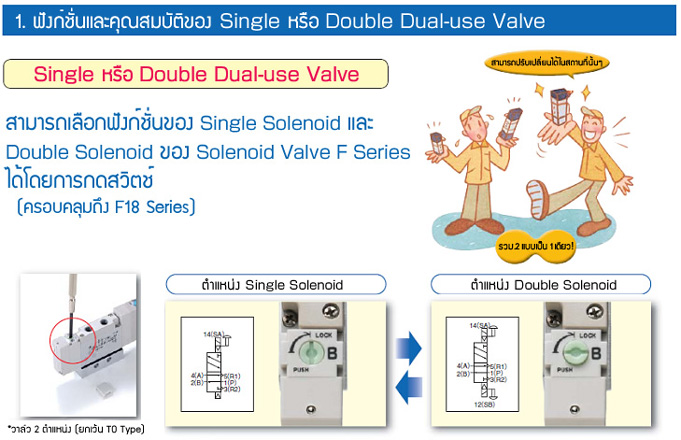 1. ฟังก์ชั่นและคุณสมบัติของ Single หรือ Double Dual-use Valve
Single หรือ Double Dual-use Valve
สามารถปรับเปลี่ยนได้ในสถานที่นั้นๆ
สามารถเลือกฟังก์ชั่นของ Single Solenoid และ
Double Solenoid ของ Solenoid Valve F Series
ได้โดยการกดสวิตช์
(ครอบคลุมถึง F18 Series)
รวม 2 แบบเป็น 1 เดียว!
ตำแหน่ง Single Solenoid
14(SA)
4(A)
2(B)
5(R1)
1(P)
3(R2)
LOCK
B
PUSH
ตำแหน่ง Double Solenoid
14(SA)
4(A)
2(B)
5(R1)
1(P)
3(R2)
12(SB)
LOCK
B
PUSH
*วาล์ว 2 ตำแหน่ง (ยกเว้น T0 Type)